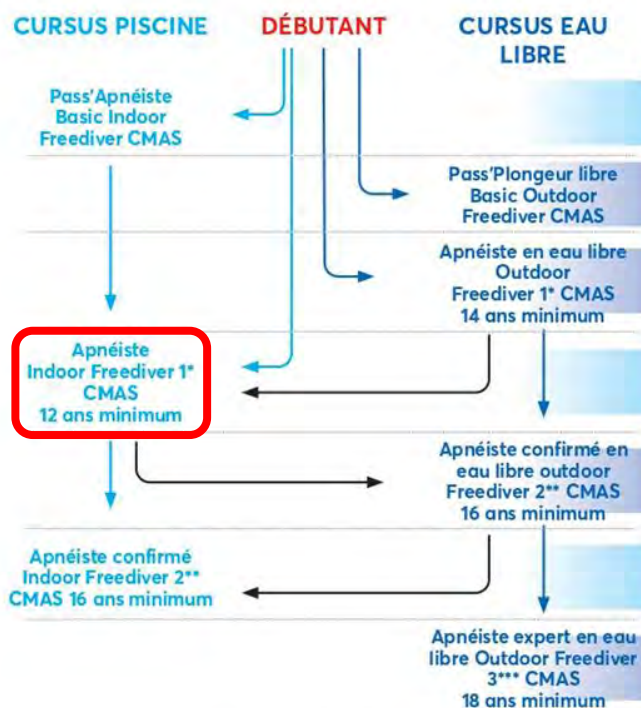 CURSUS PISCINE
DÉBUTANT
CURSUS EAU
LIBRE
Pass'Apnéiste
Basic Indoor
Freediver CMAS
Pass'Plongeur libre
Basic Outdoor
Freediver CMAS
Apnéiste en eau libre
Outdoor
Freediver 1* CMAS
14 ans minimum
Apnéiste
Indoor Freediver 1*
CMAS
12 ans minimum
Apnéiste confirmé en
eau libre outdoor
Freediver 2** CMAS
16 ans minimum
Apnéiste confirmé
Indoor Freediver 2**
CMAS 16 ans minimum
Apnéiste expert en eau
libre Outdoor Freediver
3*** CMAS
18 ans minimum